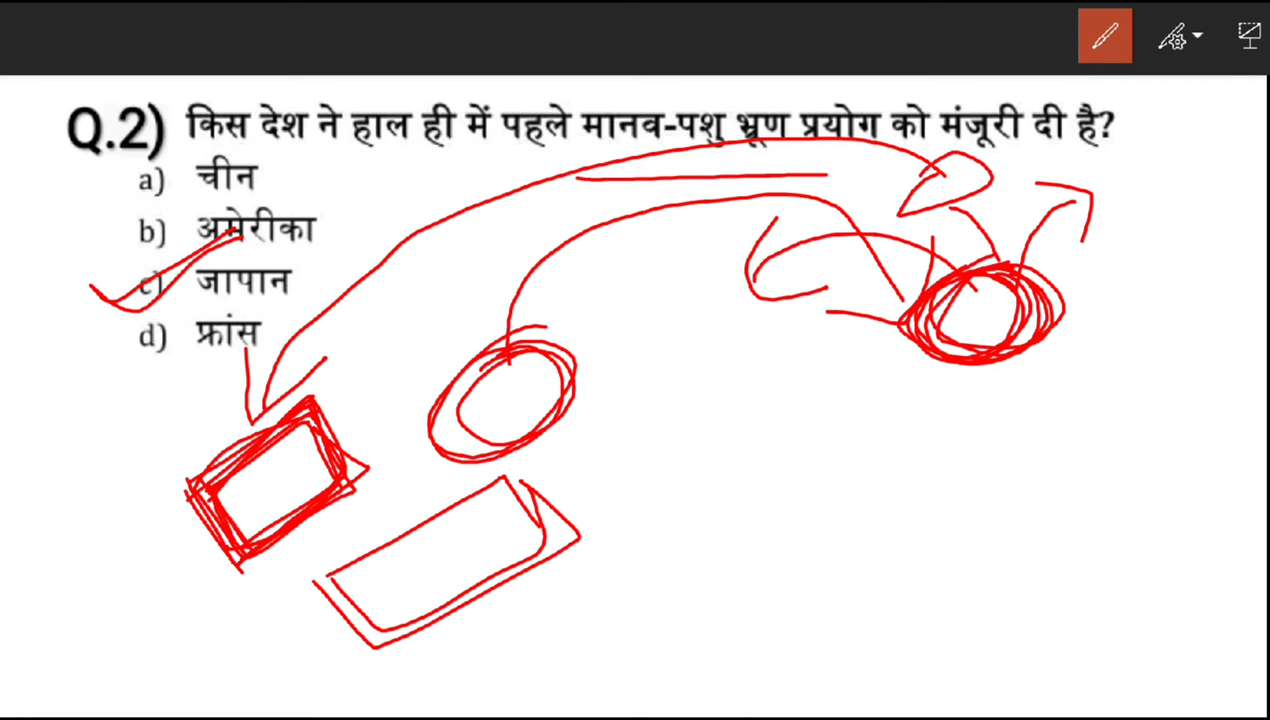 Q.2) किस देश ने हाल ही में पहले मानव-पशु भ्रूण प्रयोग को मंजूरी दी है?
a) चीन
b) अमेरीका
c) जापान
d) फ्रांस